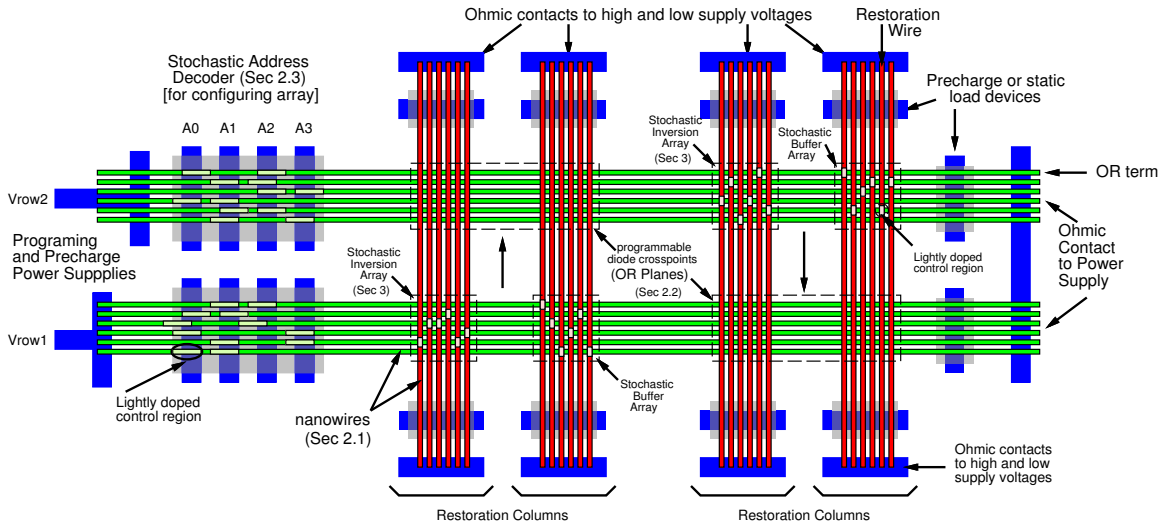 Ohmic contacts to high and low supply voltages
Restoration
Wire
Stochastic Address
Decoder (Sec 2.3)
[for configuring array]
Precharge or static
load devices
A0
A1
A2
A3
Stochastic
Inversion
Array
(Sec 3)
Stochastic
Buffer
Array
OR term
Vrow2
Programing
and Precharge
Power Suppplies
Stochastic
Inversion
Array
(Sec 3)
programmable
diode crosspoints
(OR Planes)
(Sec 2.2)
Lightly doped
control region
Ohmic
Contact
to Power
Supply
Vrow1
Lightly doped
control region
nanowires
(Sec 2.1)
Stochastic
Buffer
Array
Ohmic contacts
to high and low
supply voltages
Restoration Columns
Restoration Columns